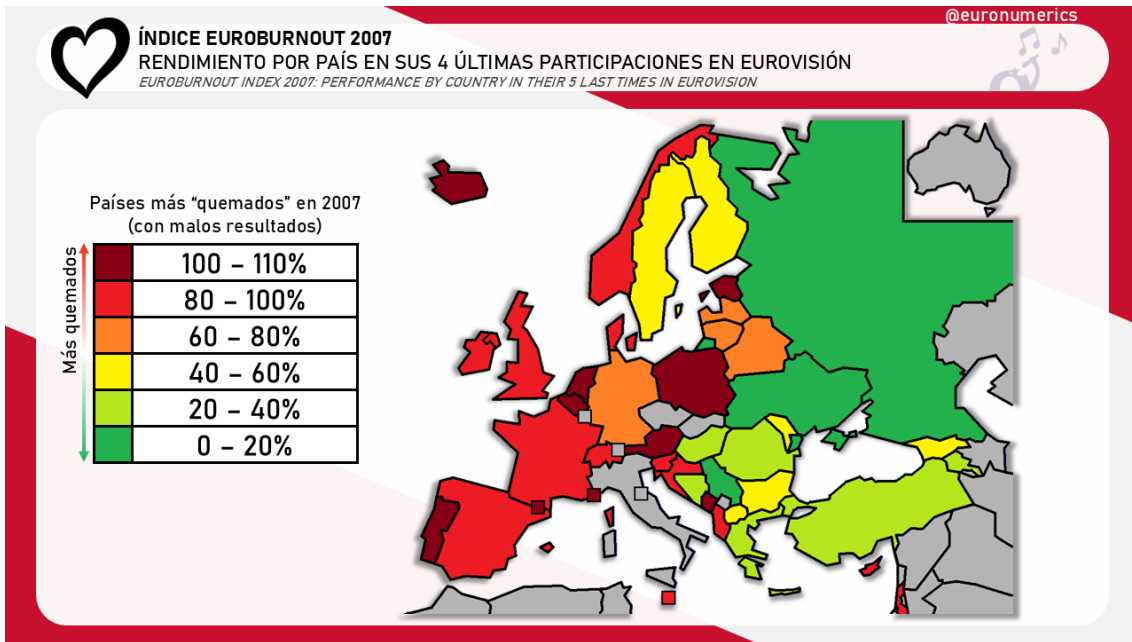 @euronumerics
ÍNDICE EUROBURNOUT 2007
RENDIMIENTO POR PAÍS EN SUS 4 ÚLTIMAS PARTICIPACIONES EN EUROVISIÓN
EUROBURNOUT INDEX 2007: PERFORMANCE BY COUNTRY IN THEIR 5 LAST TIMES IN EUROVISION
Países más “quemados” en 2007
(con malos resultados)
Más quemados
100 – 110%
80 – 100%
60 – 80%
40 – 60%
20 – 40%
0 – 20%